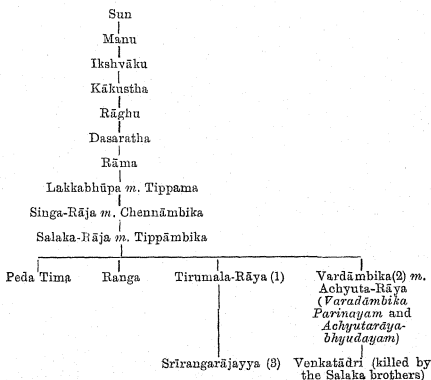 Sun
Manu
Ikshvāku
Kākustha
Rāghu
Dasaratha
Rāma
Lakkabhūpa m. Tippama
Singa-Rāja m. Chennāmbika
Salaka-Rāja m. Tippāmbika
Peda Tima Ranga Tirumala-Rāya (1) Vardāmbika(2) m.
Achyuta-Rāya
(Varadāmbika
Parinayam and
Achyutarāya-
bhyudayam)
Srīrangarājayya (3) Venkatādri (killed by
the Salaka brothers)